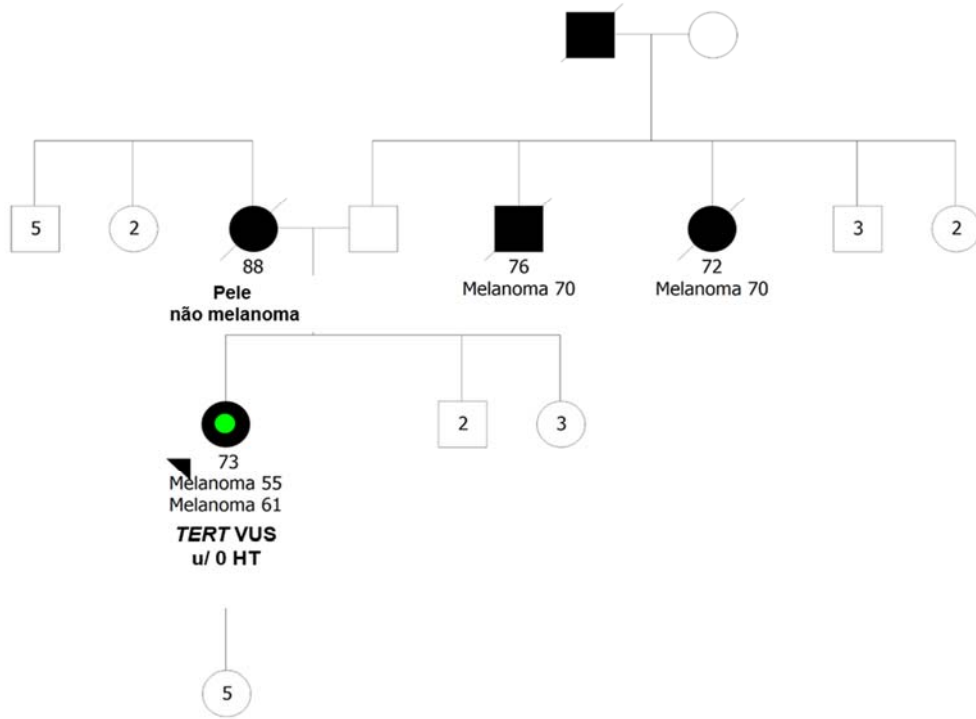 5
2
88
Pele
não melanoma
76
Melanoma 70
72
Melanoma 70
3
2
73
Melanoma 55
Melanoma 61
TERT VUS
u/ 0 HT
2
3
5